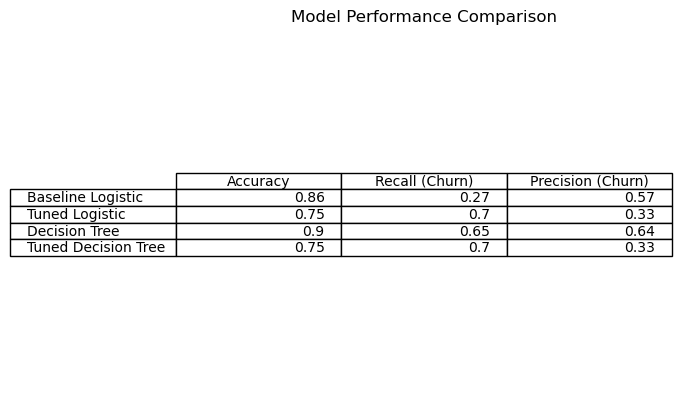 Model Performance Comparison
Accuracy Recall (Churn) Precision (Churn)
Baseline Logistic 0.86 0.27 0.57
Tuned Logistic 0.75 0.7 0.33
Decision Tree 0.9 0.65 0.64
Tuned Decision Tree 0.75 0.7 0.33